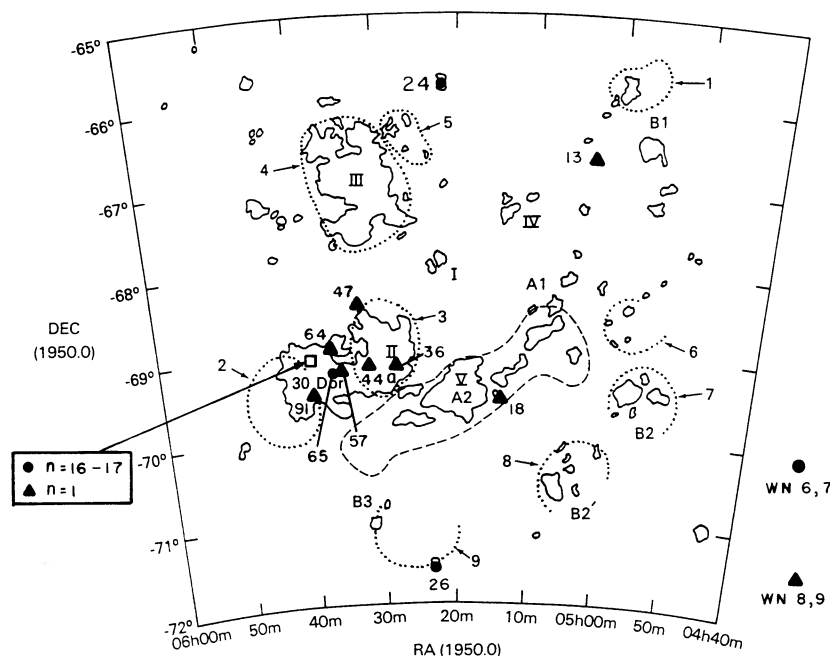 -65°
24
1
5
-66°
B1
13
4
III
-67°
IV
I
A1
-68°
47
3
DEC
(1950.0)
64
II
36
2
6
-69°
30 Dor
44
a
V
A2
7
91
18
B2
65
57
n=16-17
n=1
-70°
8
WN 6,7
B2'
B3
-71°
9
26
WN 8,9
-72°
06h00m
50m
40m
30m
20m
10m
05h00m
50m
04h40m
RA (1950.0)